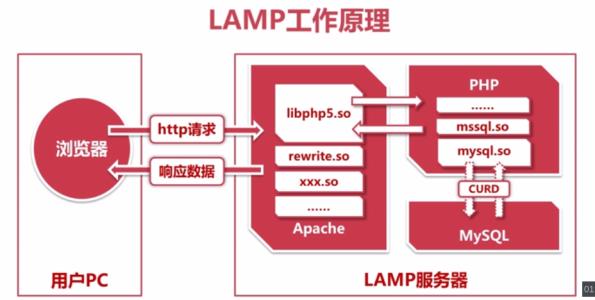 LAMP工作原理
浏览器
http请求
响应数据
用户PC
libphp5.so
rewrite.so
xxx.so
......
Apache
PHP
......
mssql.so
mysql.so
CURD
MySQL
LAMP服务器
01